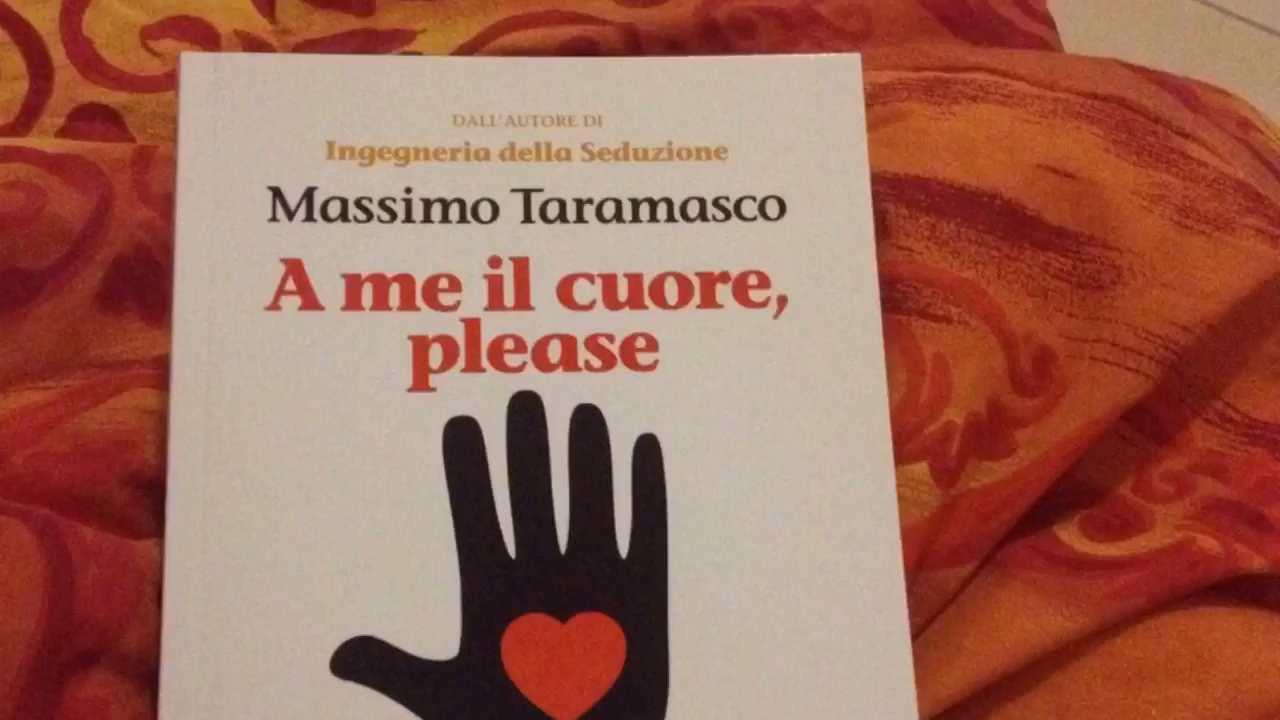 DALL'AUTORE DI
Ingegneria della Seduzione
Massimo Taramasco
A me il cuore,
please